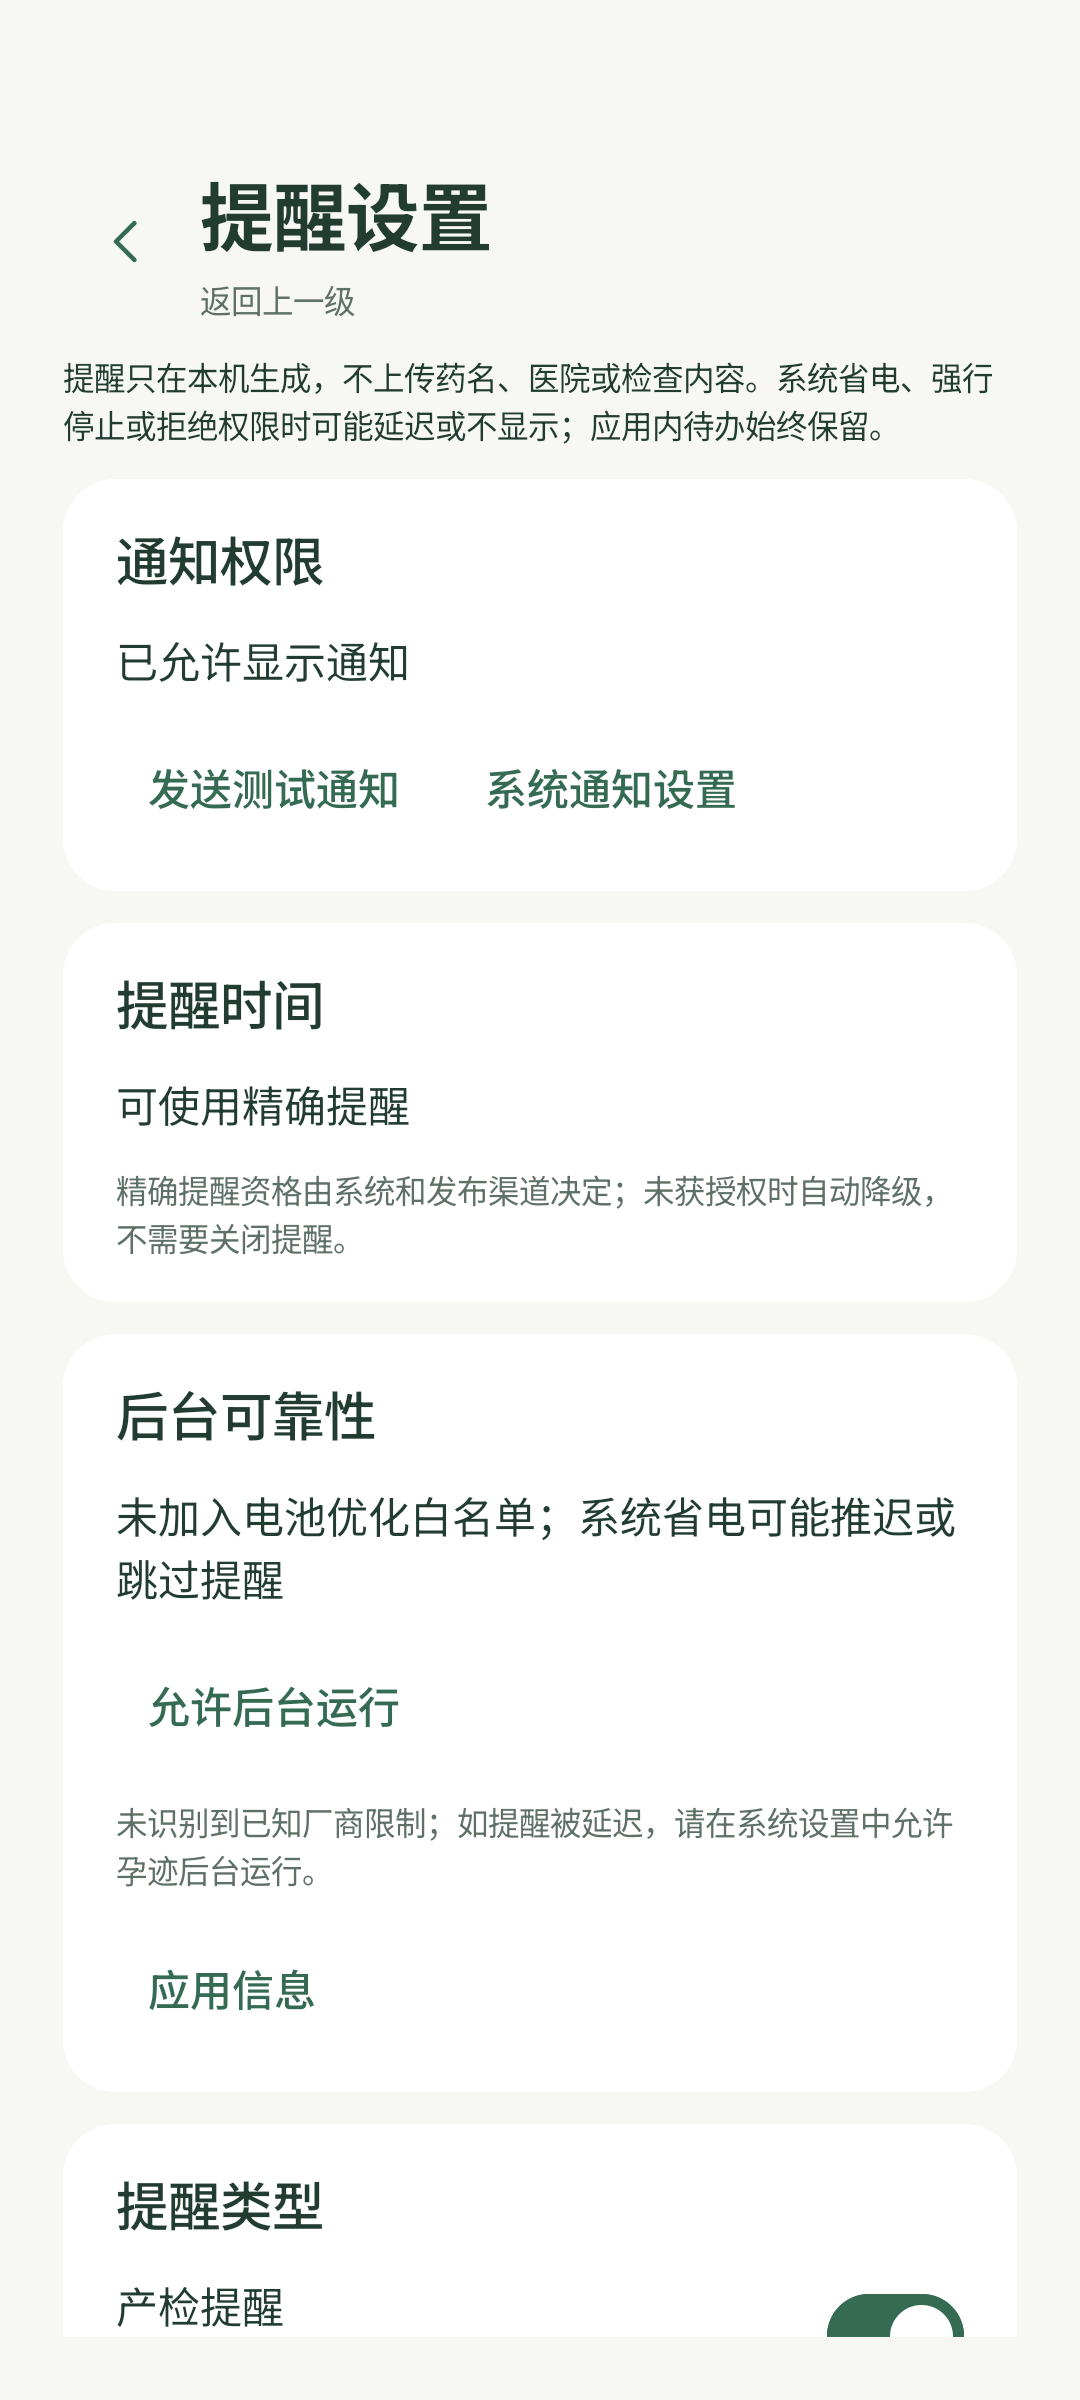 提醒设置
返回上一级
提醒只在本机生成，不上传药名、医院或检查内容。系统省电、强行
停止或拒绝权限时可能延迟或不显示；应用内待办始终保留。
通知权限
已允许显示通知
发送测试通知 系统通知设置
提醒时间
可使用精确提醒
精确提醒资格由系统和发布渠道决定；未获授权时自动降级，
不需要关闭提醒。
后台可靠性
未加入电池优化白名单；系统省电可能推迟或
跳过提醒
允许后台运行
未识别到已知厂商限制；如提醒被延迟，请在系统设置中允许
孕迹后台运行。
应用信息
提醒类型
产检提醒